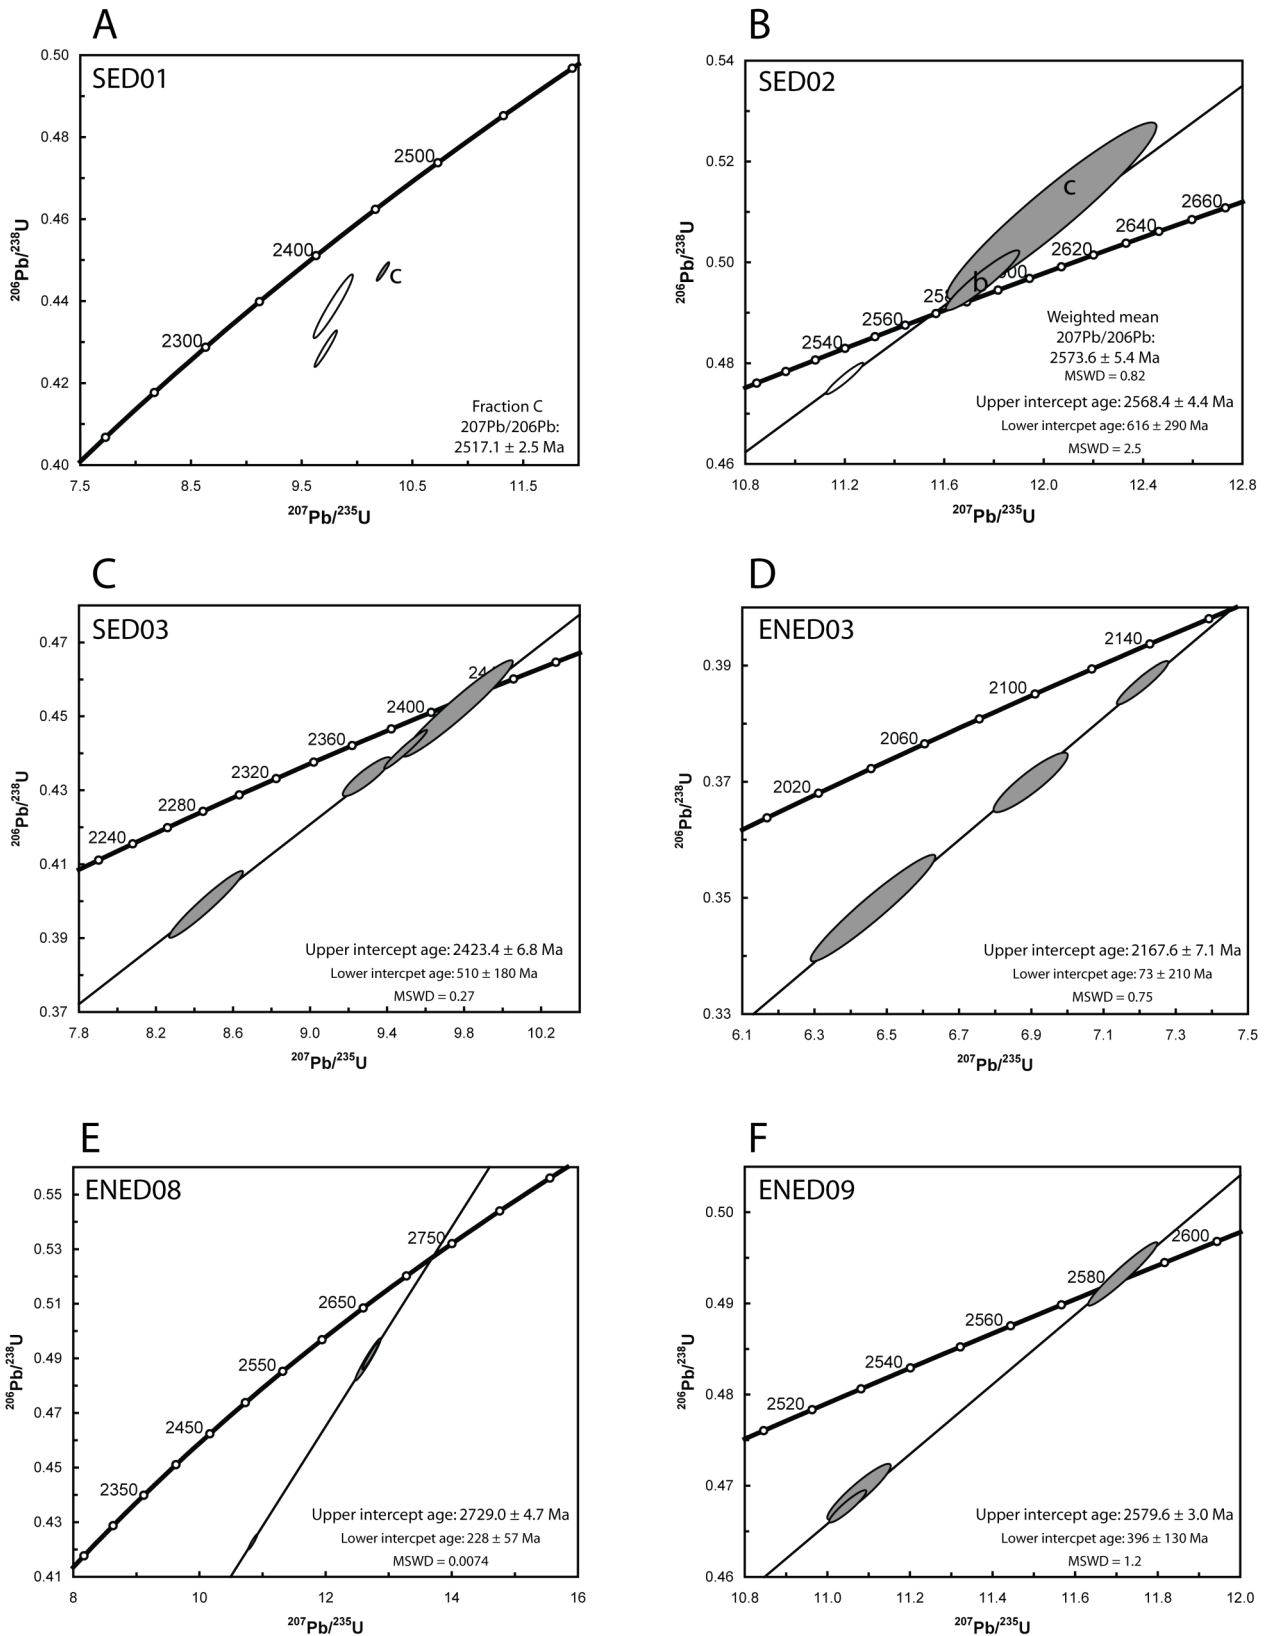 A
SED01
0.50
0.48
0.46
0.44
0.42
0.40
206Pb/238U
2500
2400
2300
c
Fraction C
207Pb/206Pb:
2517.1 ± 2.5 Ma
7.5 8.5 9.5 10.5 11.5
207Pb/235U
B
SED02
0.54
0.52
0.50
0.48
0.46
206Pb/238U
c
b
2660
2640
2620
2560
2540
Weighted mean
207Pb/206Pb:
2573.6 ± 5.4 Ma
MSWD = 0.82
Upper intercept age: 2568.4 ± 4.4 Ma
Lower intercpet age: 616 ± 290 Ma
MSWD = 2.5
10.8 11.2 11.6 12.0 12.4 12.8
207Pb/235U
C
SED03
0.47
0.45
0.43
0.41
0.39
0.37
206Pb/238U
2400
2360
2320
2280
2240
Upper intercept age: 2423.4 ± 6.8 Ma
Lower intercpet age: 510 ± 180 Ma
MSWD = 0.27
7.8 8.2 8.6 9.0 9.4 9.8 10.2
207Pb/235U
D
ENED03
0.39
0.37
0.35
0.33
206Pb/238U
2140
2100
2060
2020
Upper intercept age: 2167.6 ± 7.1 Ma
Lower intercpet age: 73 ± 210 Ma
MSWD = 0.75
6.1 6.3 6.5 6.7 6.9 7.1 7.3 7.5
207Pb/235U
E
ENED08
0.55
0.53
0.51
0.49
0.47
0.45
0.43
0.41
206Pb/238U
2750
2650
2550
2450
2350
Upper intercept age: 2729.0 ± 4.7 Ma
Lower intercpet age: 228 ± 57 Ma
MSWD = 0.0074
8 10 12 14 16
207Pb/235U
F
ENED09
0.50
0.49
0.48
0.47
0.46
206Pb/238U
2600
2580
2560
2540
2520
Upper intercept age: 2579.6 ± 3.0 Ma
Lower intercpet age: 396 ± 130 Ma
MSWD = 1.2
10.8 11.0 11.2 11.4 11.6 11.8 12.0
207Pb/235U